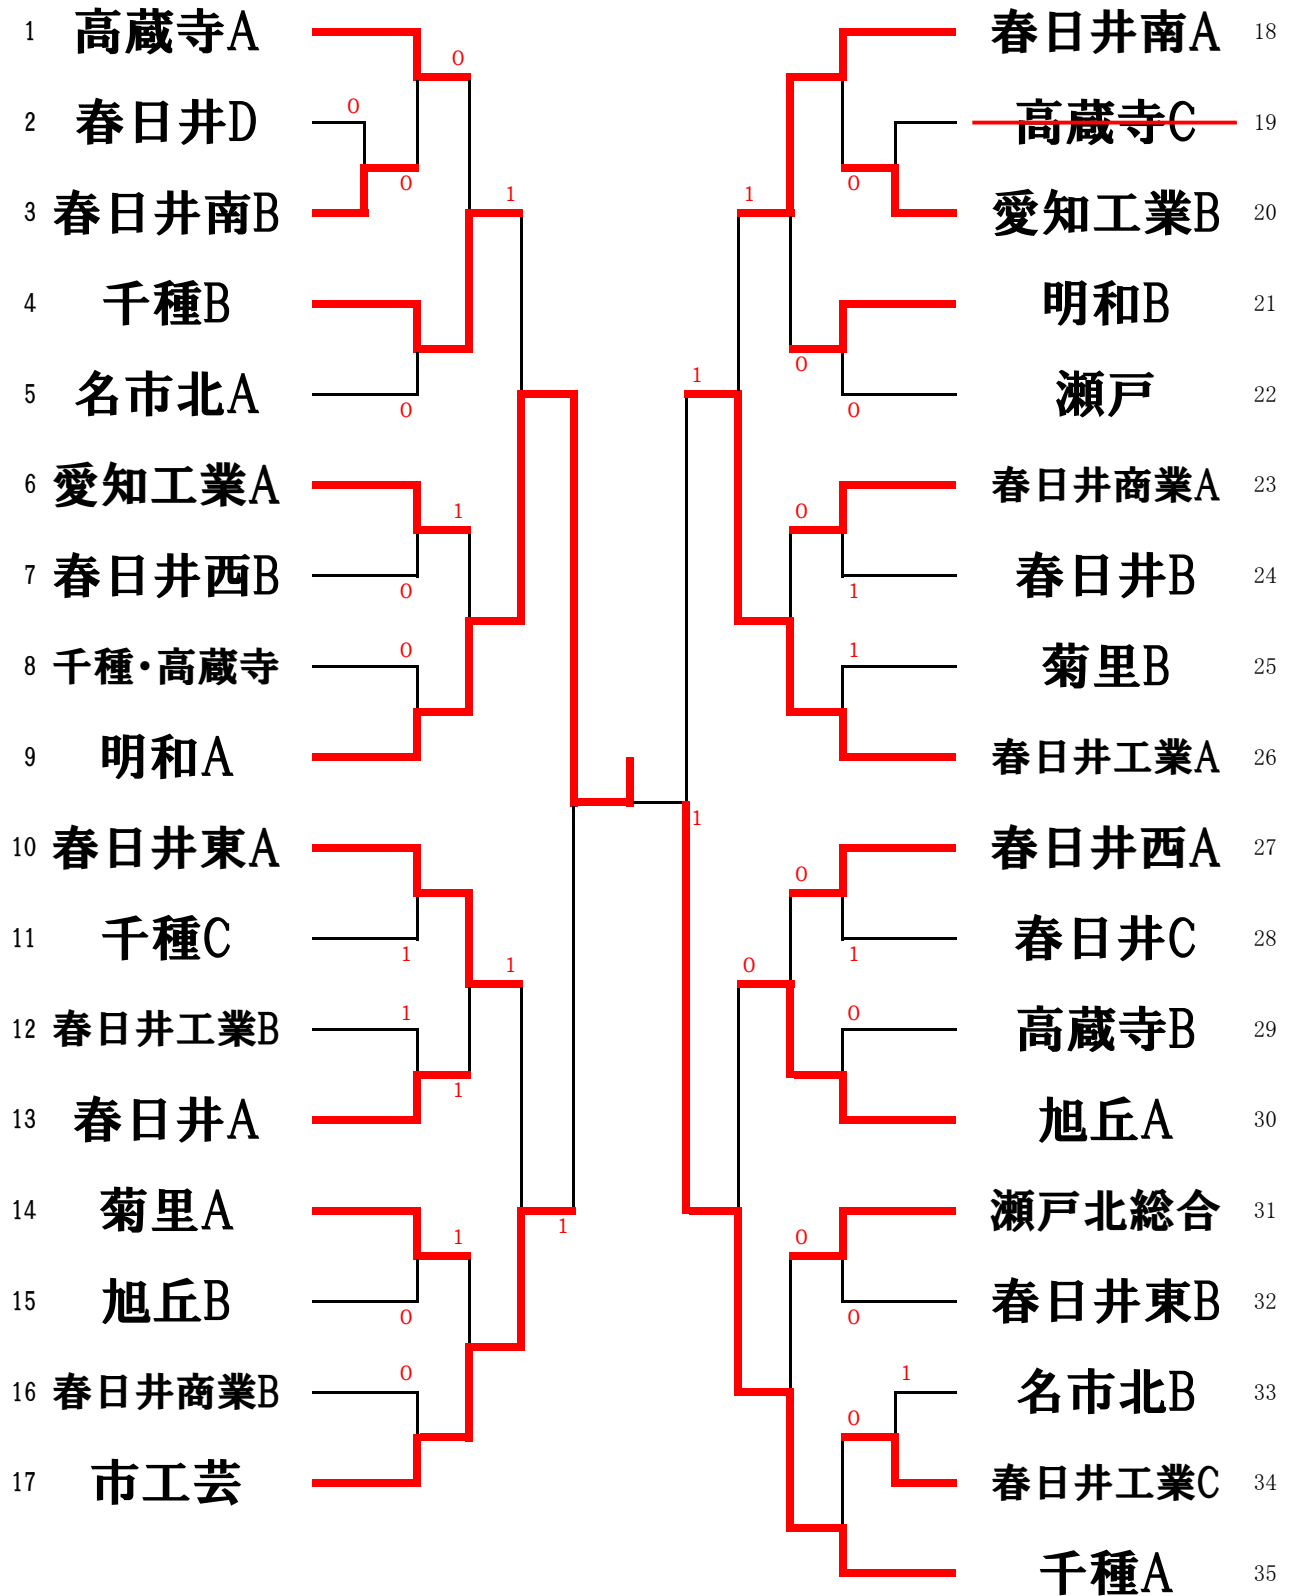 1 高蔵寺A
2 春日井D
3 春日井南B
4 千種B
5 名市北A
6 愛知工業A
7 春日井西B
8 千種・高蔵寺
9 明和A
10 春日井東A
11 千種C
12 春日井工業B
13 春日井A
14 菊里A
15 旭丘B
16 春日井商業B
17 市工芸
0
0
0
1
0
1
0
0
1
1
1
1
1
0
0
1
1
0
1
0
0
0
1
1
1
0
1
0
0
0
0
1
0
春日井南A 18
高蔵寺C 19
愛知工業B 20
明和B 21
瀬戸 22
春日井商業A 23
春日井B 24
菊里B 25
春日井工業A 26
春日井西A 27
春日井C 28
高蔵寺B 29
旭丘A 30
瀬戸北総合 31
春日井東B 32
名市北B 33
春日井工業C 34
千種A 35